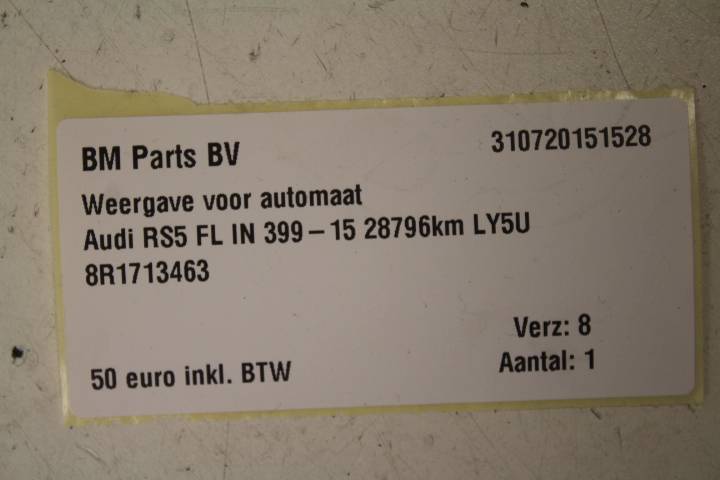 BM Parts BV
310720151528
Weergave voor automaat
Audi RS5 FL IN 399 – 15 28796km LY5U
8R1713463
Verz: 8
50 euro inkl. BTW
Aantal: 1